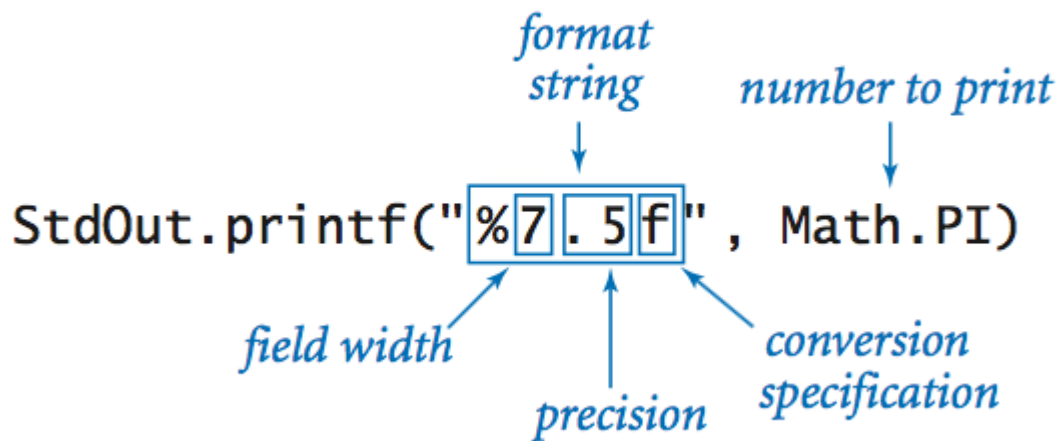 format
string
number to print
StdOut.printf("%7.5f", Math.PI)
field width
precision
conversion
specification